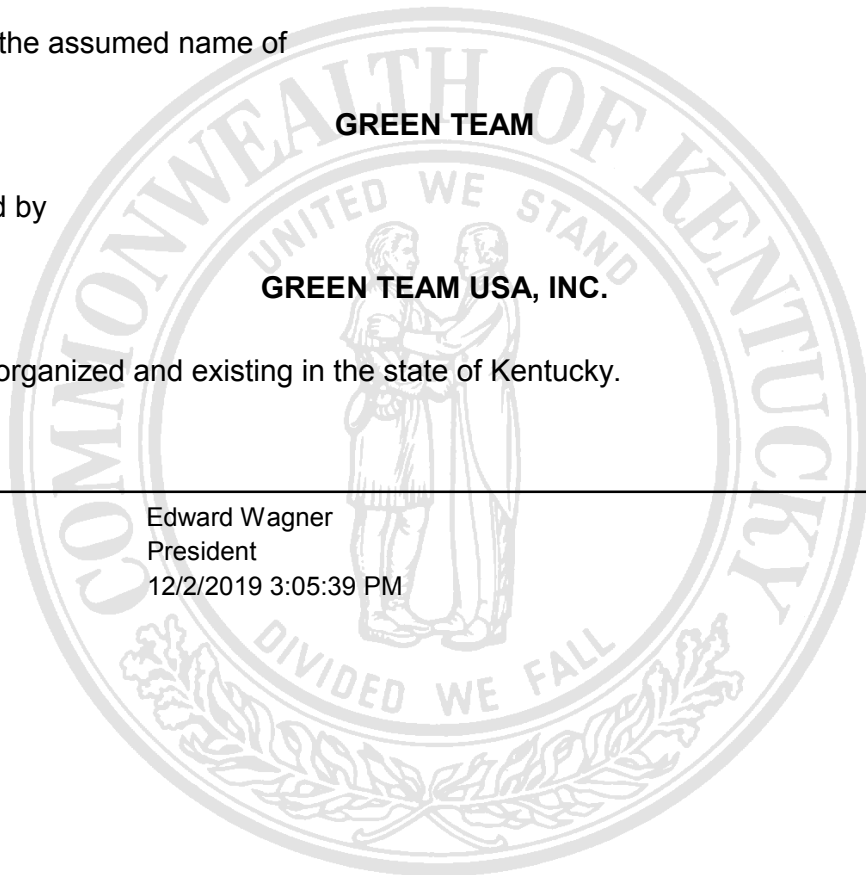 the assumed name of
GREEN TEAM
d by
GREEN TEAM USA, INC.
organized and existing in the state of Kentucky.
Edward Wagner
President
12/2/2019 3:05:39 PM
COMMONWEALTH OF KENTUCKY
UNITED WE STAND
DIVIDED WE FALL